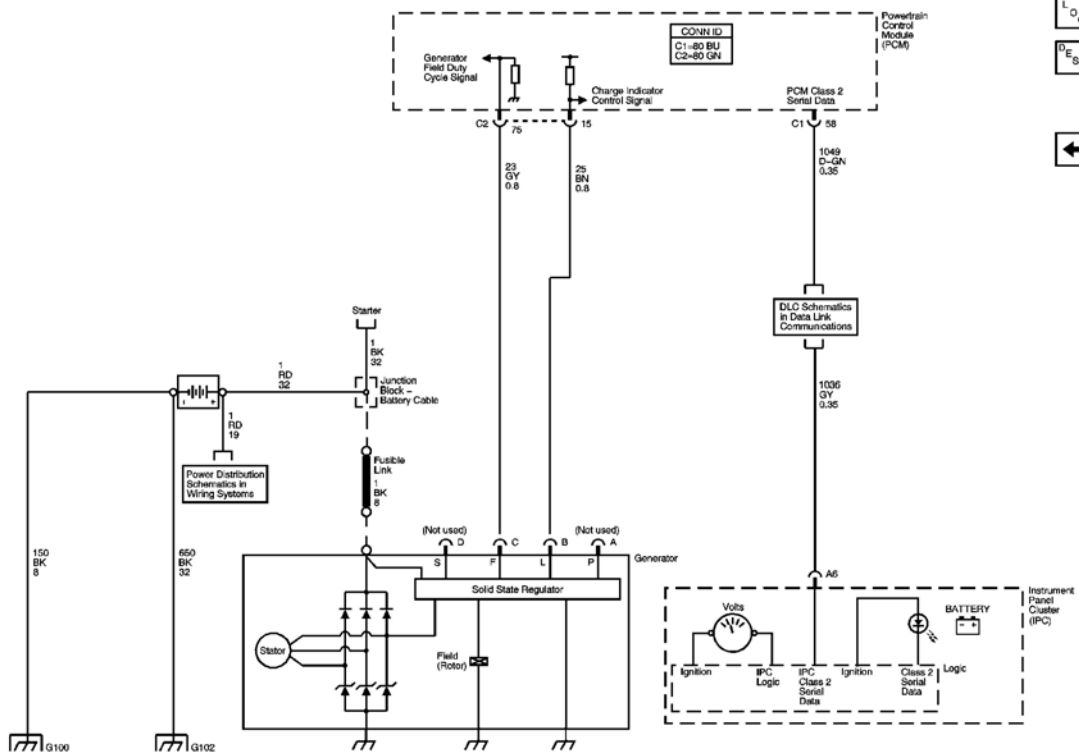 Powertrain
Control
Module
(PCM)
CONN ID
C1=80 BU
C2=80 GN
Generator
Field Duty
Cycle Signal
Charge Indicator
Control Signal
PCM Class 2
Serial Data
C2
75
15
C1
58
23
GY
0.8
25
BN
0.8
1049
D-GN
0.35
DLC Schematics
in Data Link
Communications
1036
GY
0.35
Starter
1
BK
32
1
RD
32
Junction
Block –
Battery Cable
- +
1
RD
19
Power Distribution
Schematics in
Wiring Systems
Fusible
Link
1
BK
8
150
BK
8
650
BK
32
(Not used)
D
C
B
(Not used)
A
S
F
L
P
Generator
Solid State Regulator
Stator
Field
(Rotor)
A6
Instrument
Panel
Cluster
(IPC)
Volts
BATTERY
- +
Ignition
IPC
Logic
IPC
Class 2
Serial
Data
Ignition
Class 2
Serial
Data
Logic
G100
G102
L O
D E S